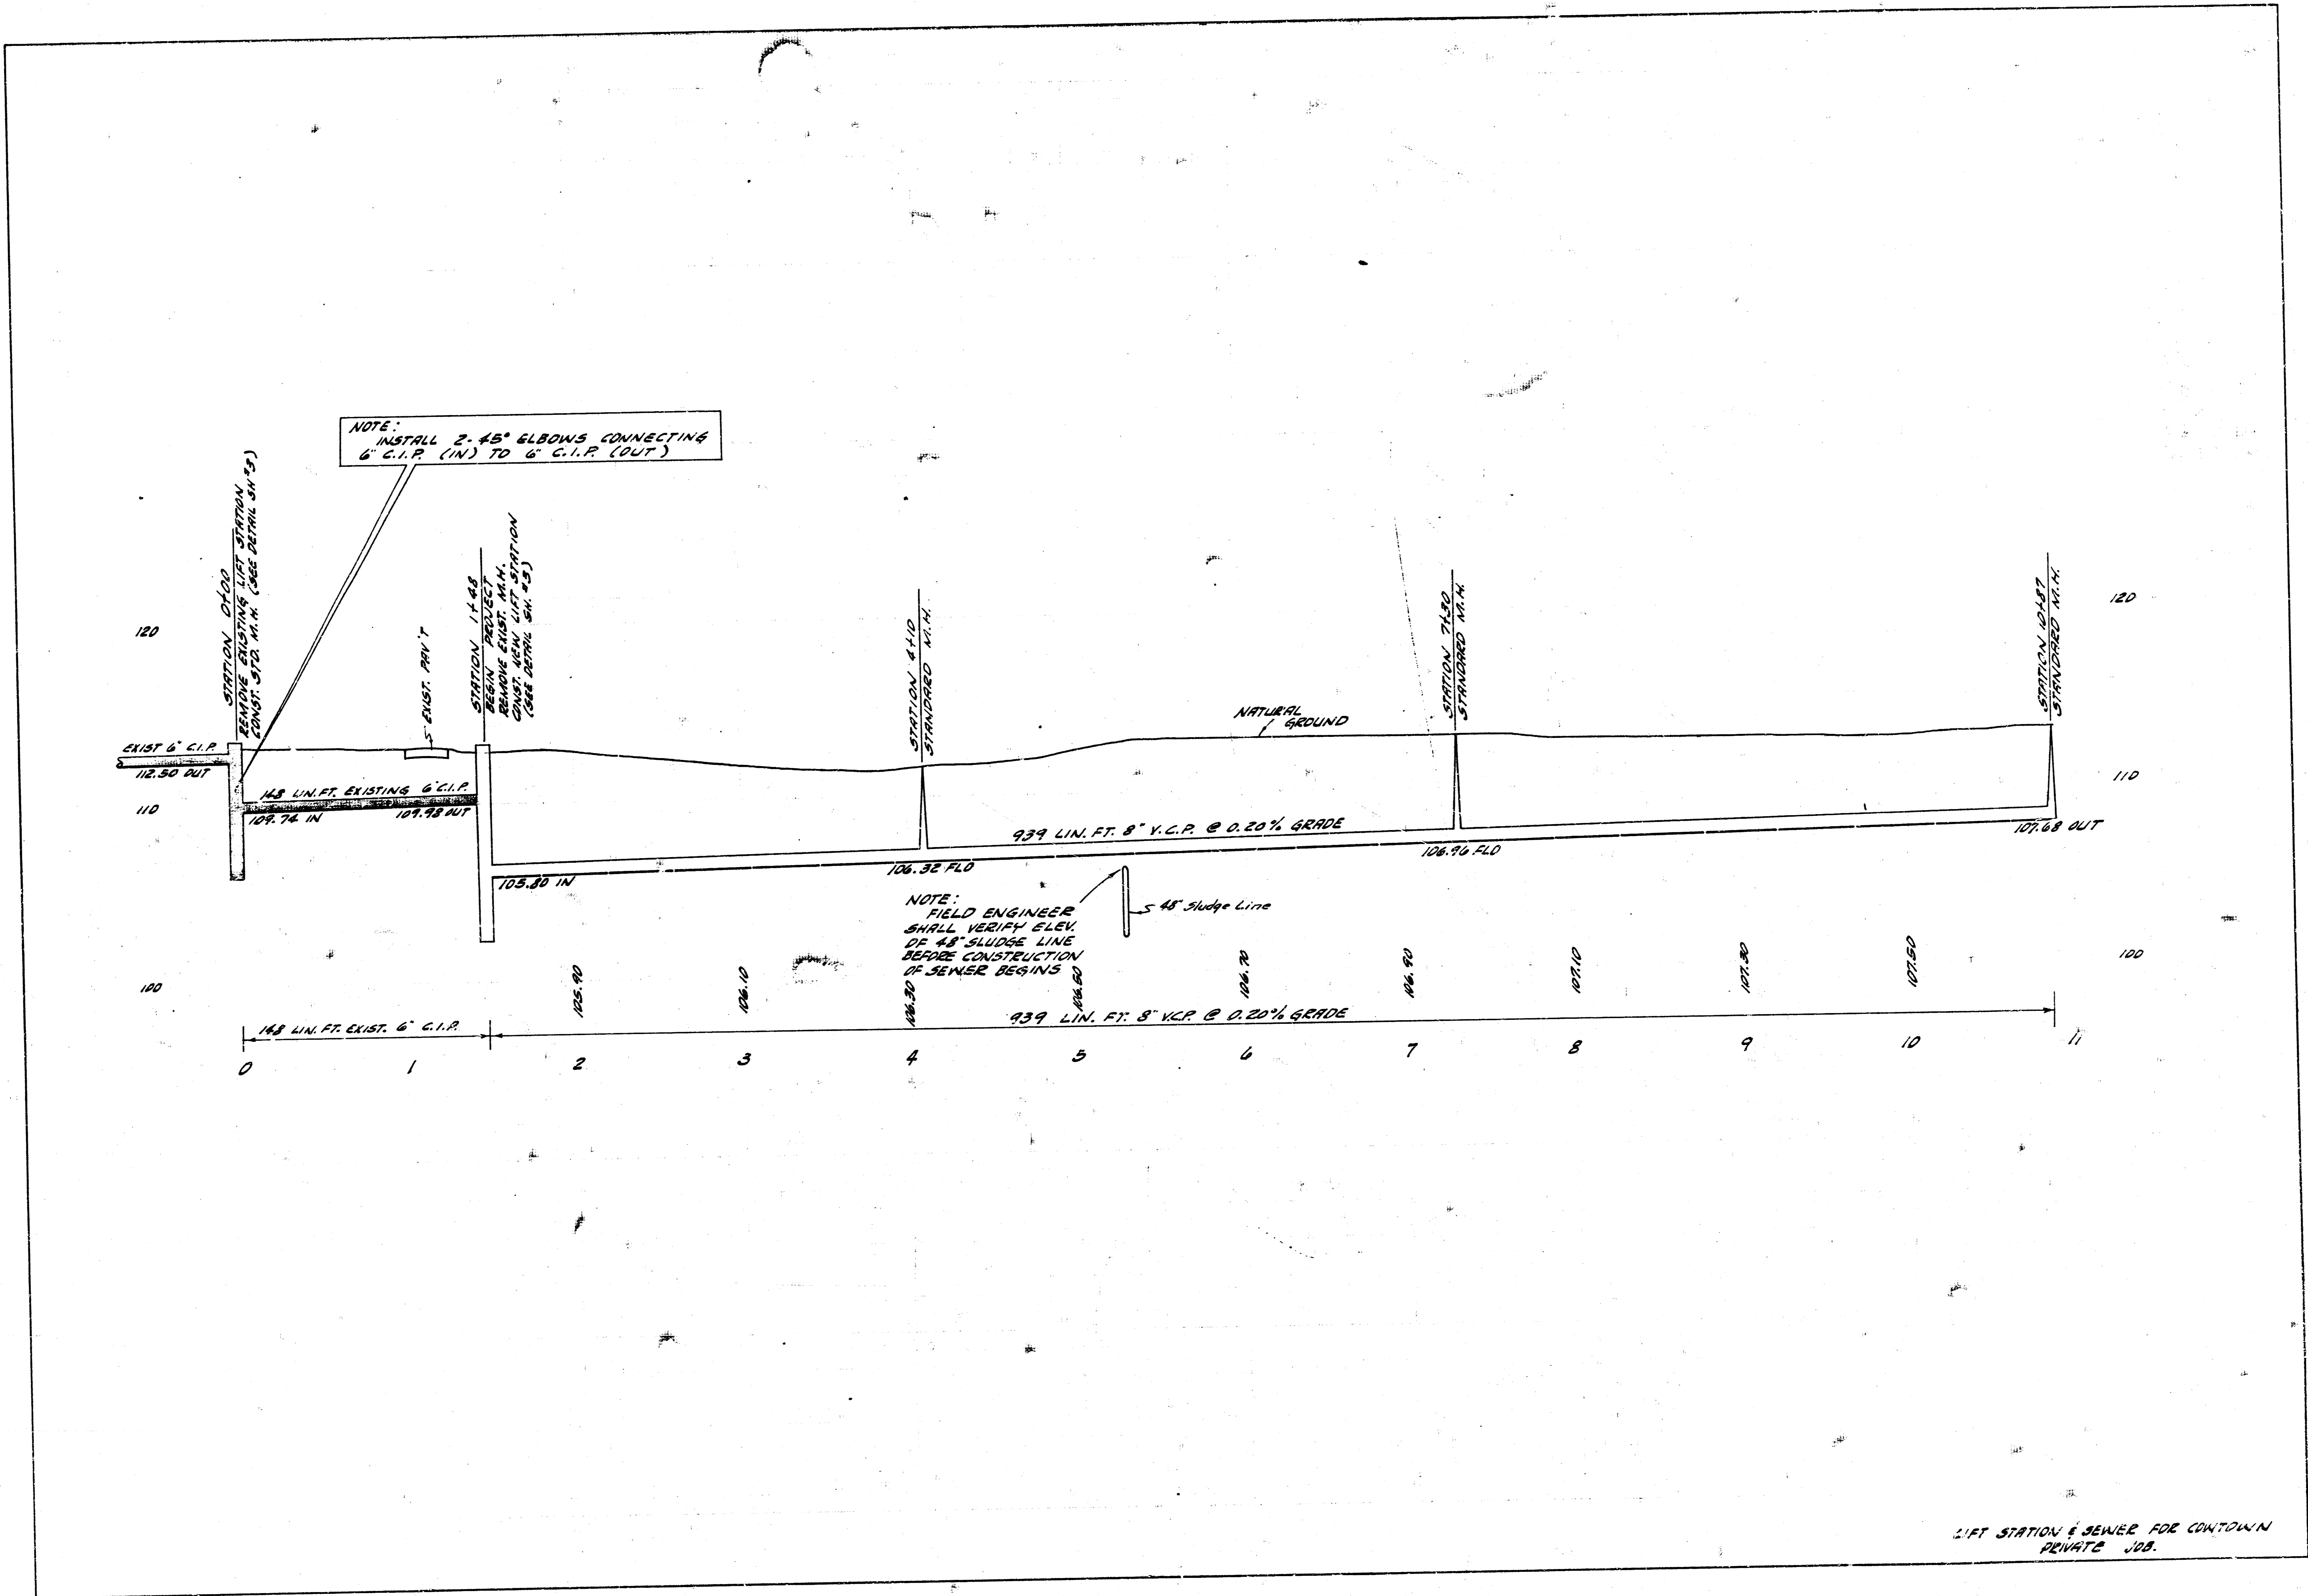 NOTE:
INSTALL 2-45° ELBOWS CONNECTING
6" C.I.P. (IN) TO 6" C.I.P. (OUT)
STATION 0+00
REMOVE EXISTING LIFT STATION
CONST. STD. M.H. (SEE DETAIL SH #3)
EXIST. PAV'T
STATION 1+48
BEGIN PROJECT
REMOVE EXIST. M.H.
CONST. NEW LIFT STATION
(SEE DETAIL SH. #3)
STATION 4+10
STANDARD M.H.
NATURAL
GROUND
STATION 7+30
STANDARD M.H.
STATION 10+87
STANDARD M.H.
120
120
EXIST 6" C.I.P.
112.50 OUT
148 LIN. FT. EXISTING 6" C.I.P.
110
110
109.74 IN
109.98 OUT
939 LIN. FT. 8" V.C.P. @ 0.20% GRADE
105.80 IN
106.32 FLO
106.96 FLO
107.68 OUT
NOTE:
FIELD ENGINEER
SHALL VERIFY ELEV.
OF 48" SLUDGE LINE
BEFORE CONSTRUCTION
OF SEWER BEGINS
48" Sludge Line
100
100
105.90
106.10
106.30
106.50
106.70
106.90
107.10
107.30
107.50
148 LIN. FT. EXIST. 6" C.I.P.
939 LIN. FT. 8" V.C.P. @ 0.20% GRADE
0 1 2 3 4 5 6 7 8 9 10 11
LIFT STATION & SEWER FOR COWTOWN
PRIVATE JOB.